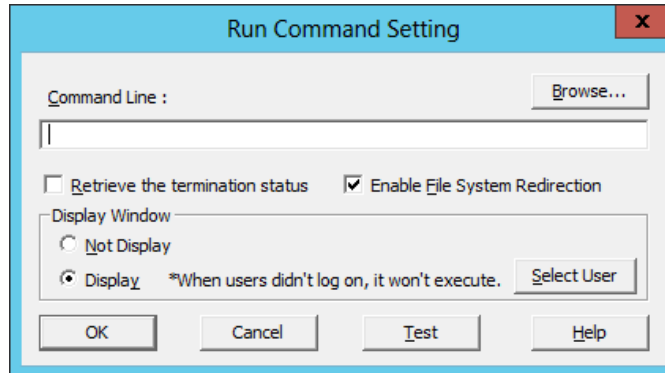 Run Command Setting
x
Command Line :
Browse...
Retrieve the termination status
Enable File System Redirection
Display Window
Not Display
Display *When users didn't log on, it won't execute.
Select User
OK
Cancel
Test
Help